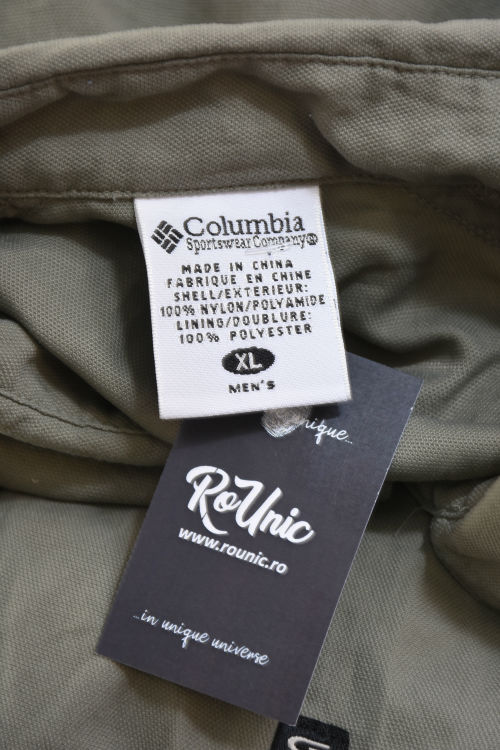 Columbia
Sportswear Company®
MADE IN CHINA
FABRIQUE EN CHINE
SHELL/EXTERIEUR:
100% NYLON/POLYAMIDE
LINING/DOUBLURE:
100% POLYESTER
XL
MEN'S
RoUnic
www.rounic.ro
...in unique universe